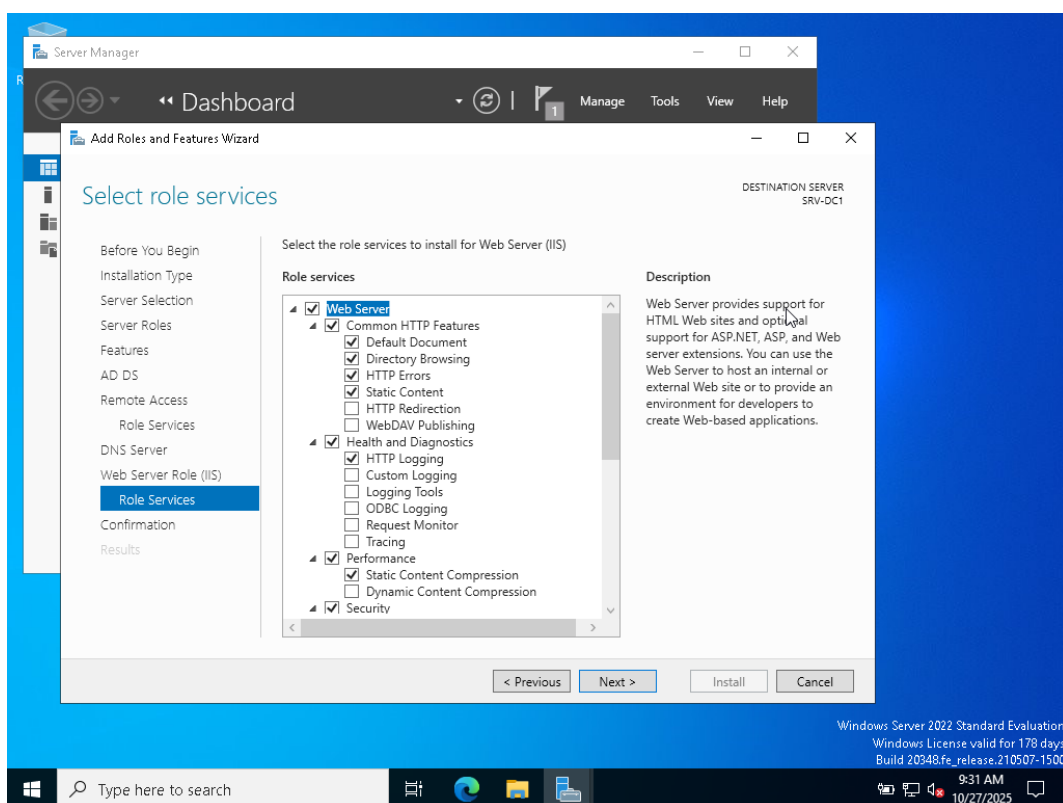 Server Manager
Dashboard
1
Manage
Tools
View
Help
Add Roles and Features Wizard
Select role services
DESTINATION SERVER
SRV-DC1
Before You Begin
Installation Type
Server Selection
Server Roles
Features
AD DS
Remote Access
Role Services
DNS Server
Web Server Role (IIS)
Role Services
Confirmation
Results
Select the role services to install for Web Server (IIS)
Role services
Web Server
Common HTTP Features
Default Document
Directory Browsing
HTTP Errors
Static Content
HTTP Redirection
WebDAV Publishing
Health and Diagnostics
HTTP Logging
Custom Logging
Logging Tools
ODBC Logging
Request Monitor
Tracing
Performance
Static Content Compression
Dynamic Content Compression
Security
Description
Web Server provides support for
HTML Web sites and optional
support for ASP.NET, ASP, and Web
server extensions. You can use the
Web Server to host an internal or
external Web site or to provide an
environment for developers to
create Web-based applications.
< Previous
Next >
Install
Cancel
Windows Server 2022 Standard Evaluation
Windows License valid for 178 days
Build 20348.fe_release.210507-1500
Type here to search
9:31 AM
10/27/2025